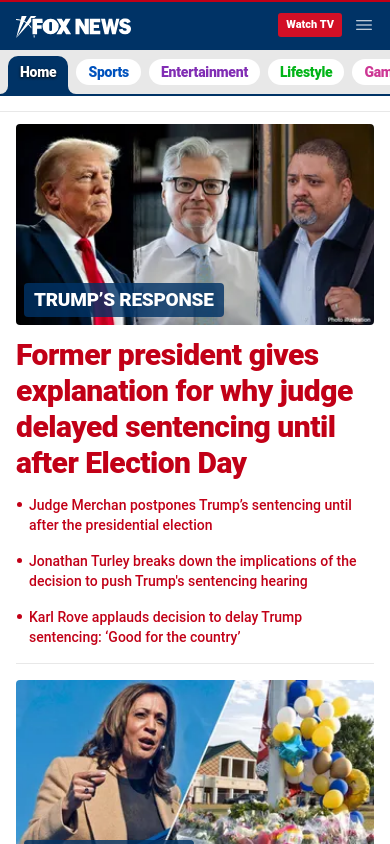 FOX NEWS
Watch TV
Home
Sports
Entertainment
Lifestyle
Gam
TRUMP’S RESPONSE
Photo illustration
Former president gives
explanation for why judge
delayed sentencing until
after Election Day
Judge Merchan postpones Trump’s sentencing until
after the presidential election
Jonathan Turley breaks down the implications of the
decision to push Trump's sentencing hearing
Karl Rove applauds decision to delay Trump
sentencing: ‘Good for the country’